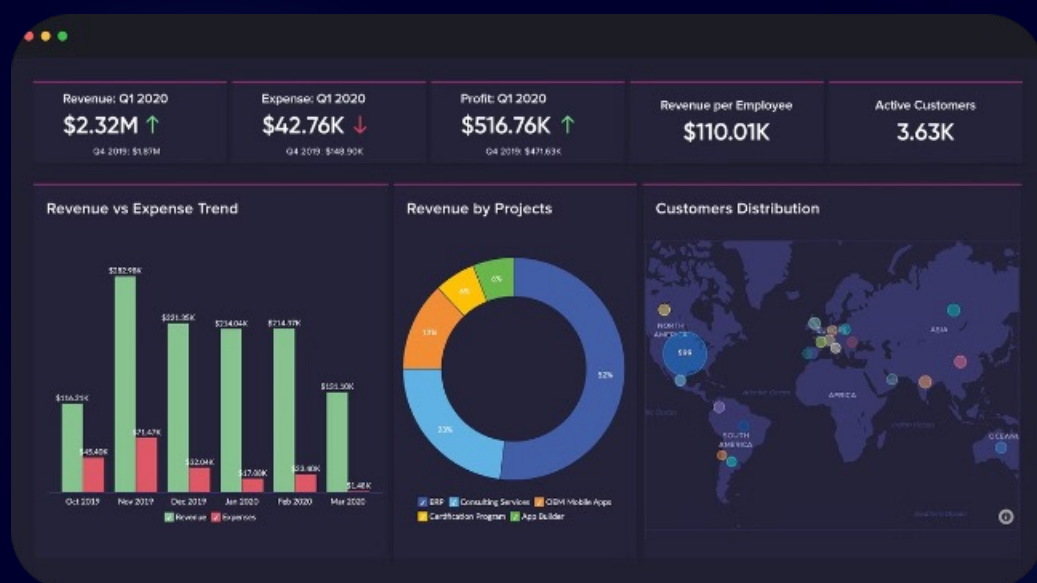 Revenue: Q1 2020
$2.32M ↑
Q4 2019: $1.87M
Expense: Q1 2020
$42.76K ↓
Q4 2019: $148.90K
Profit: Q1 2020
$516.76K ↑
Q4 2019: $471.63K
Revenue per Employee
$110.01K
Active Customers
3.63K
Revenue vs Expense Trend
$282.98K
$221.35K
$214.04K
$214.97K
$131.10K
$116.21K
$71.47K
$45.40K
$32.04K
$17.00K
$23.40K
$1.48K
Oct 2019 Nov 2019 Dec 2019 Jan 2020 Feb 2020 Mar 2020
Revenue Expenses
Revenue by Projects
6%
6%
13%
52%
23%
ERP Consulting Services OEM Mobile Apps
Certification Program App Builder
Customers Distribution
NORTH
AMERICA
599
ASIA
AFRICA
SOUTH
AMERICA